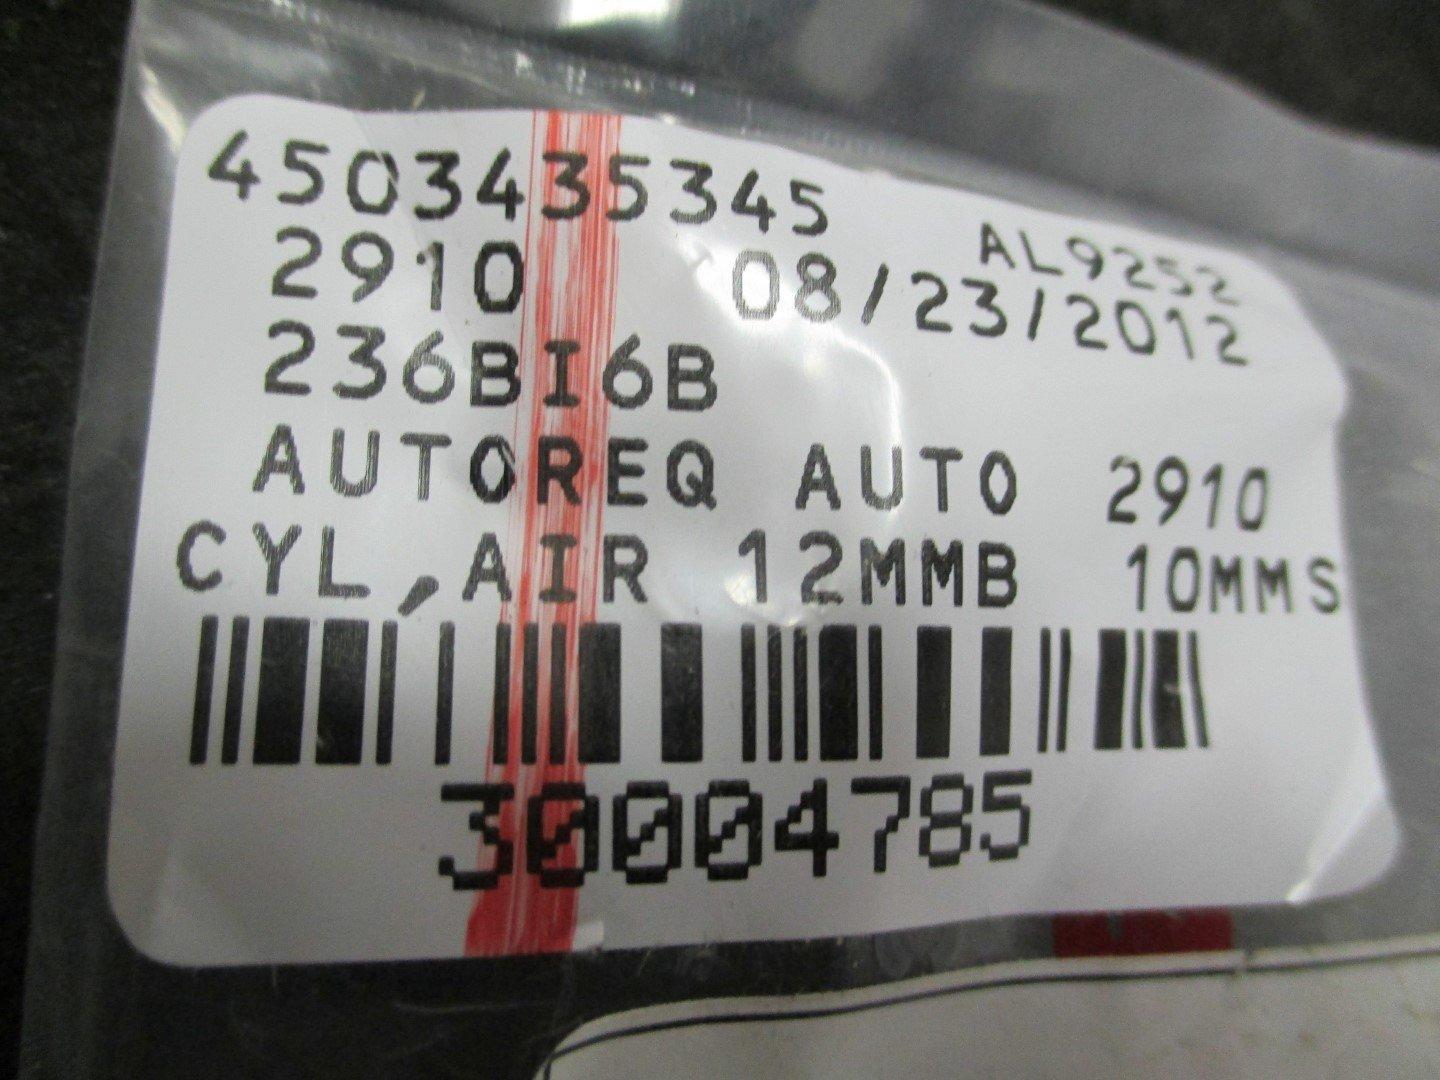 4503435345
AL9252
2910 08/23/2012
236BI6B
AUTOREQ AUTO 2910
CYL,AIR 12MMB 10MMS
30004785